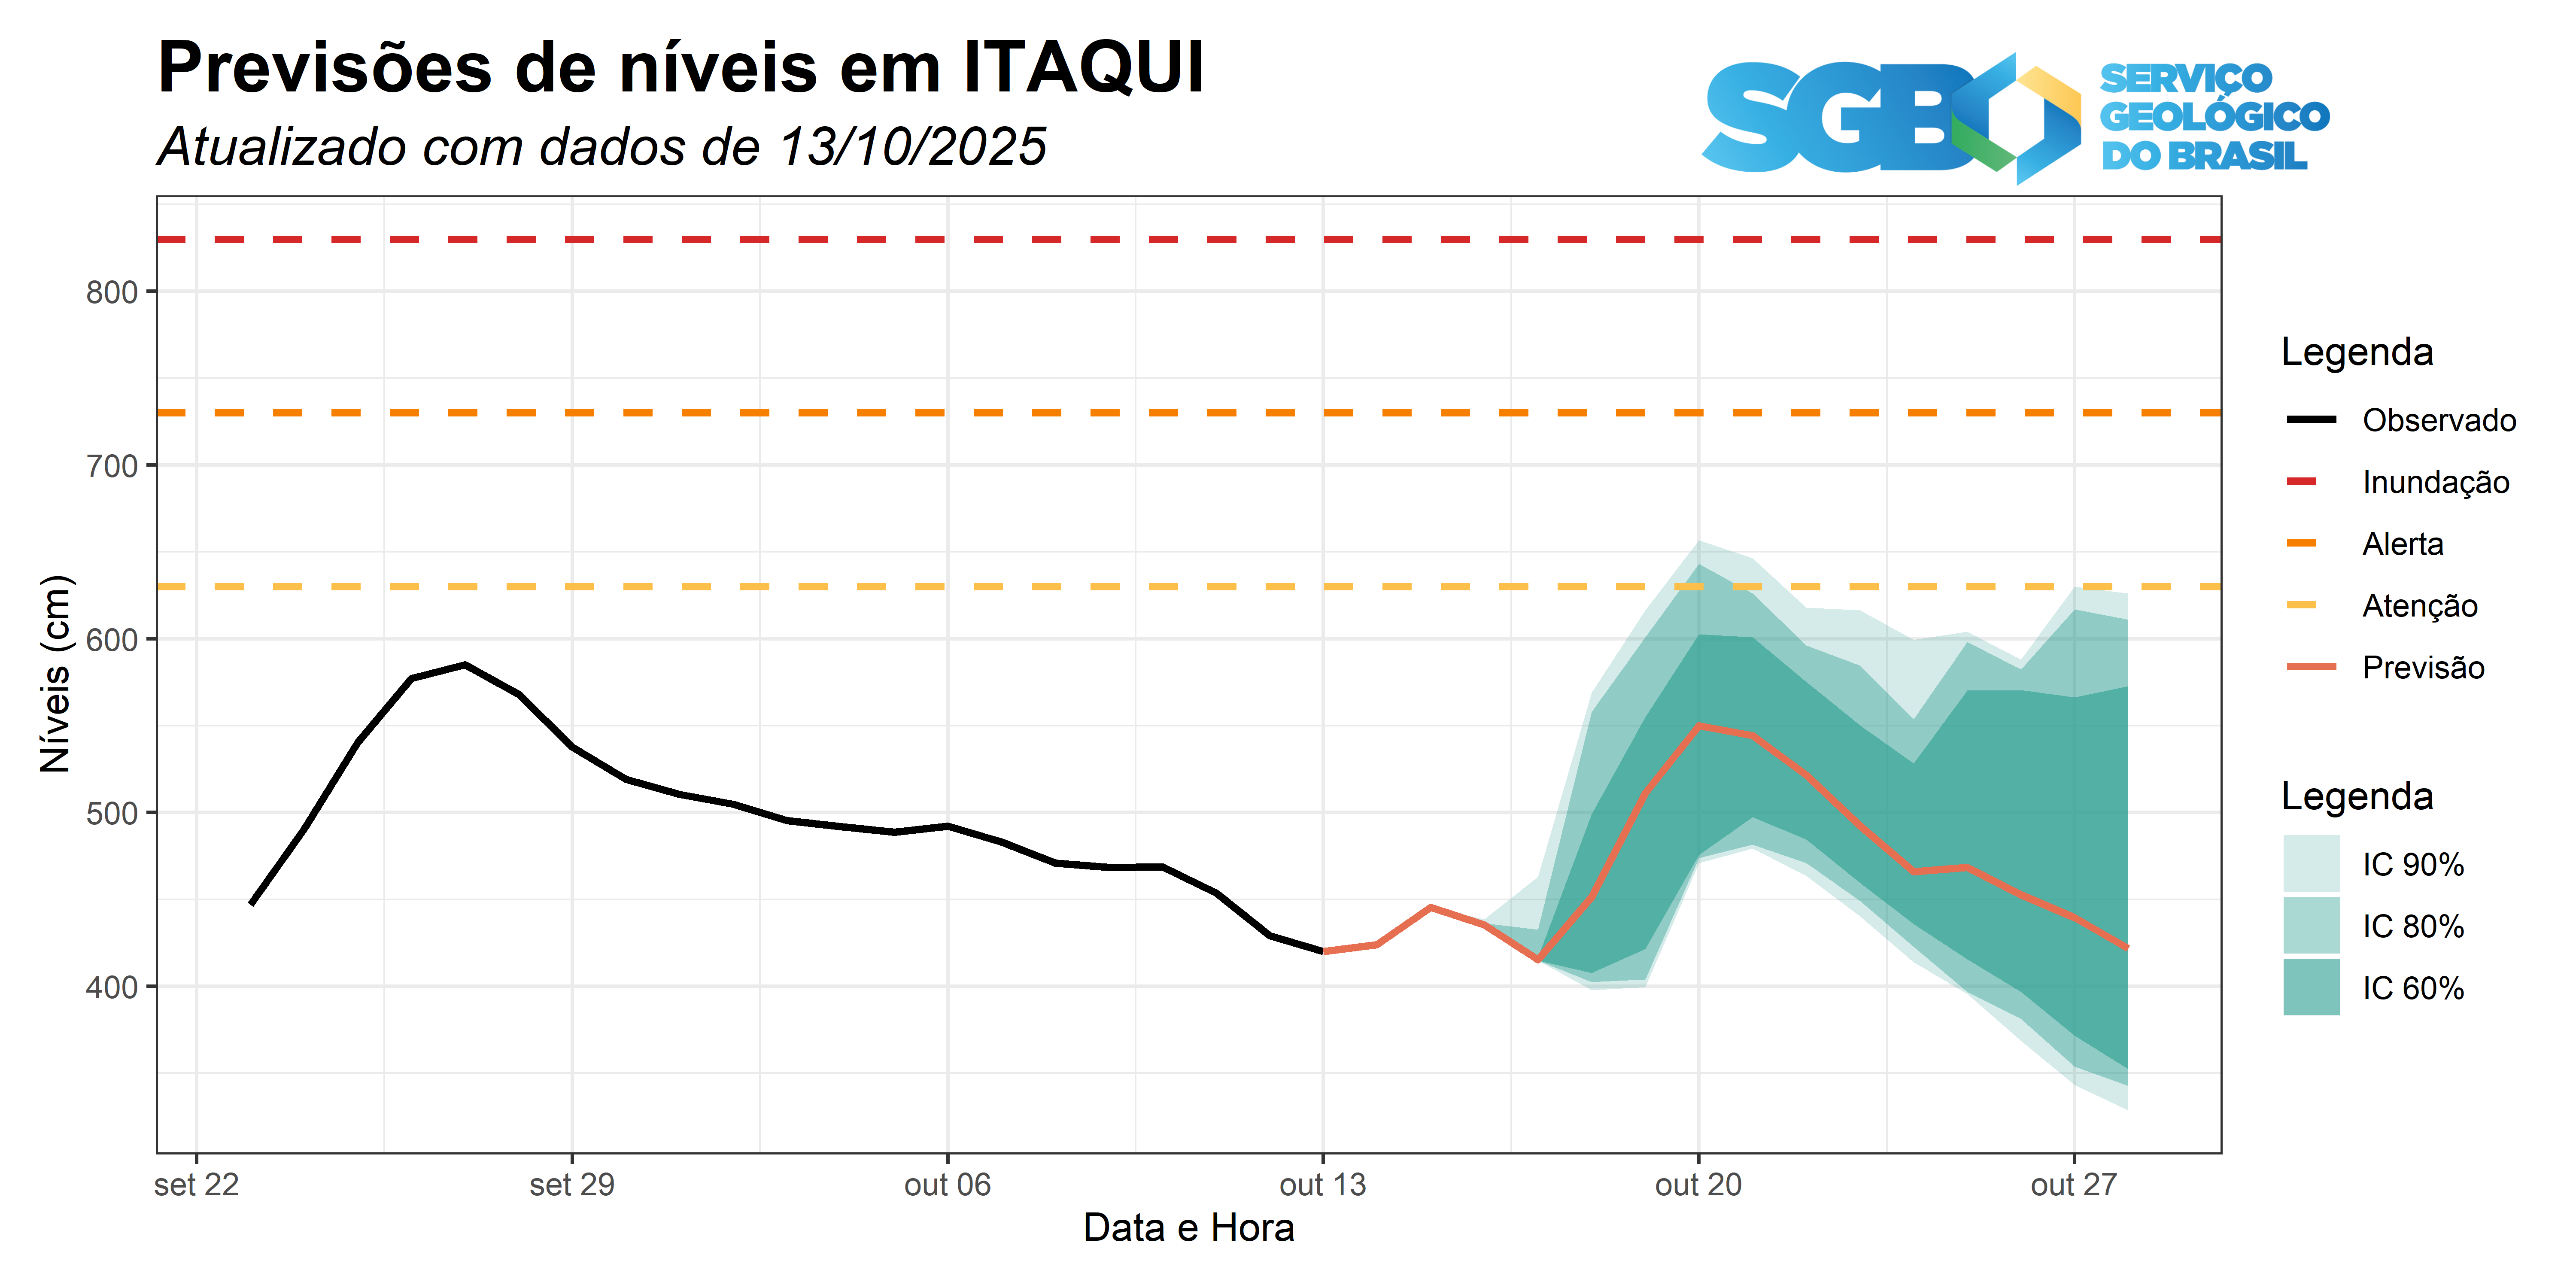 Previsões de níveis em ITAQUI
Atualizado com dados de 13/10/2025
SGB
SERVIÇO
GEOLÓGICO
DO BRASIL
Níveis (cm)
800
700
600
500
400
set 22
set 29
out 06
out 13
out 20
out 27
Data e Hora
Legenda
Observado
Inundação
Alerta
Atenção
Previsão
Legenda
IC 90%
IC 80%
IC 60%